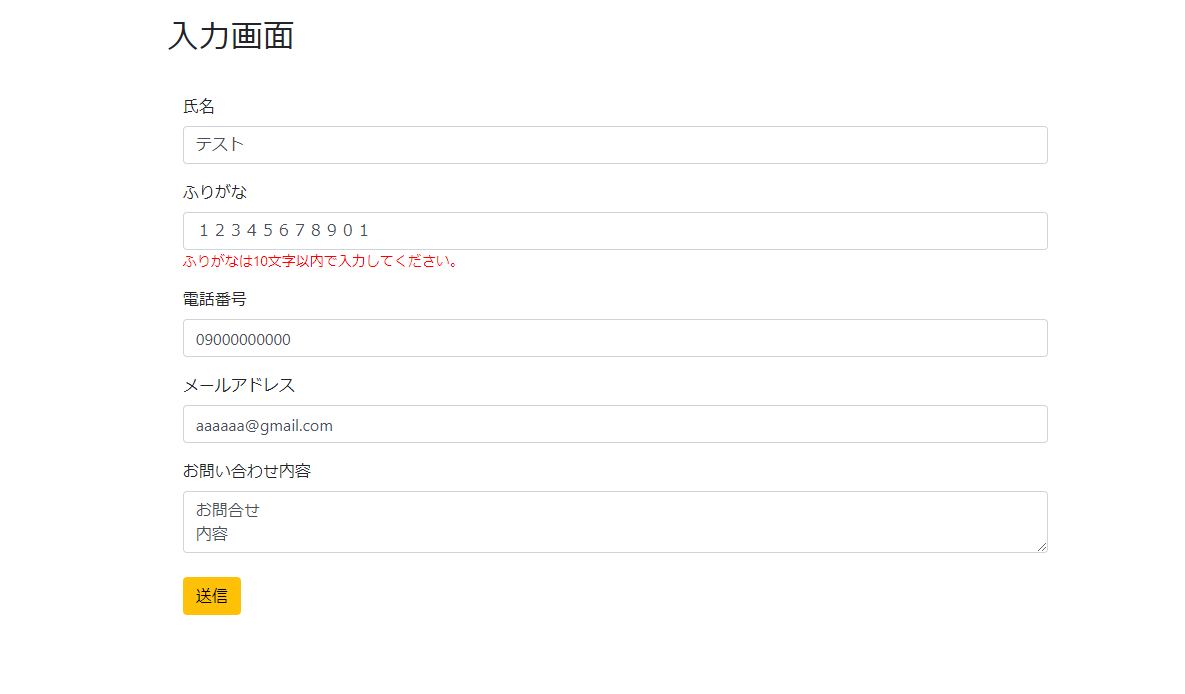 入力画面
氏名
テスト
ふりがな
１２３４５６７８９０１
ふりがなは10文字以内で入力してください。
電話番号
09000000000
メールアドレス
aaaaaa@gmail.com
お問い合わせ内容
お問合せ
内容
送信